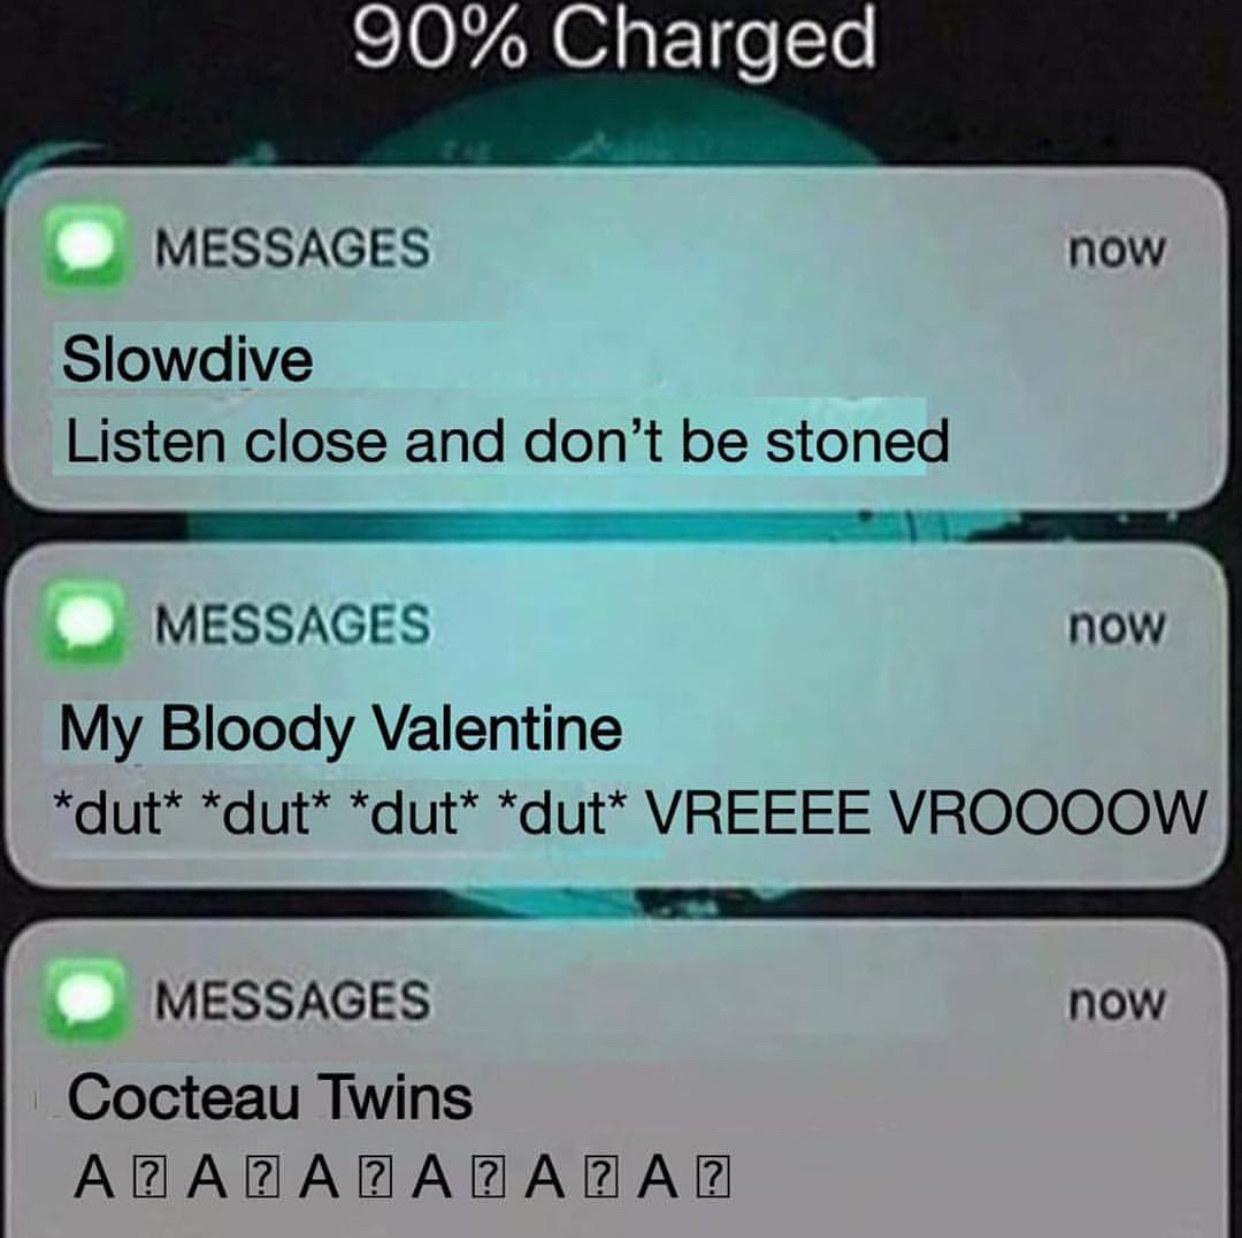 90% Charged
MESSAGES now
Slowdive
Listen close and don’t be stoned
MESSAGES now
My Bloody Valentine
*dut* *dut* *dut* *dut* VREEEE VROOOOW
MESSAGES now
Cocteau Twins
A ⍰ A ⍰ A ⍰ A ⍰ A ⍰ A ⍰